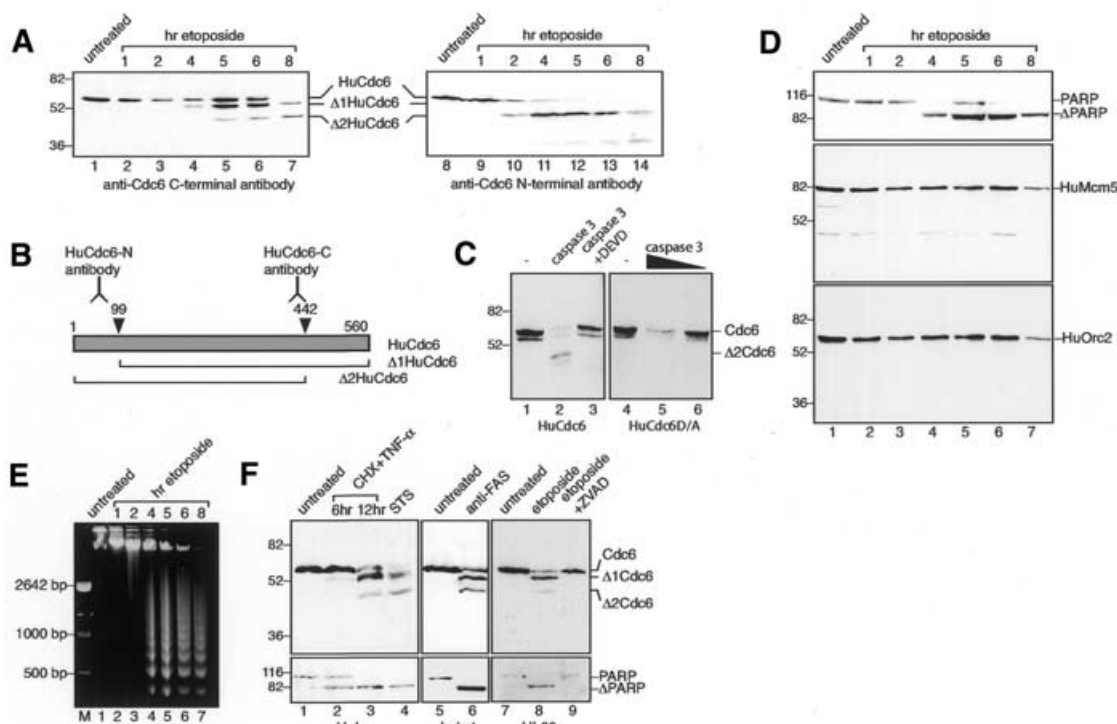 A
untreated
hr etoposide
1 2 4 5 6 8
82
52
36
HuCdc6
Δ1HuCdc6
Δ2HuCdc6
1 2 3 4 5 6 7
anti-Cdc6 C-terminal antibody
untreated
hr etoposide
1 2 4 5 6 8
8 9 10 11 12 13 14
anti-Cdc6 N-terminal antibody
B
HuCdc6-N
antibody
HuCdc6-C
antibody
1 99 442 560
HuCdc6
Δ1HuCdc6
Δ2HuCdc6
C
- caspase 3 caspase 3 +DEVD - caspase 3
82
52
Cdc6
Δ2Cdc6
1 2 3 4 5 6
HuCdc6 HuCdc6D/A
D
untreated
hr etoposide
1 2 4 5 6 8
116
82
PARP
ΔPARP
82
52
HuMcm5
82
52
36
HuOrc2
1 2 3 4 5 6 7
E
untreated
hr etoposide
1 2 4 5 6 8
2642 bp
1000 bp
500 bp
M 1 2 3 4 5 6 7
F
untreated
CHX+TNF-α
6hr 12hr
STS
untreated
anti-FAS
untreated
etoposide
etoposide +ZVAD
82
52
36
Cdc6
Δ1Cdc6
Δ2Cdc6
116
82
PARP
ΔPARP
1 2 3 4 5 6 7 8 9